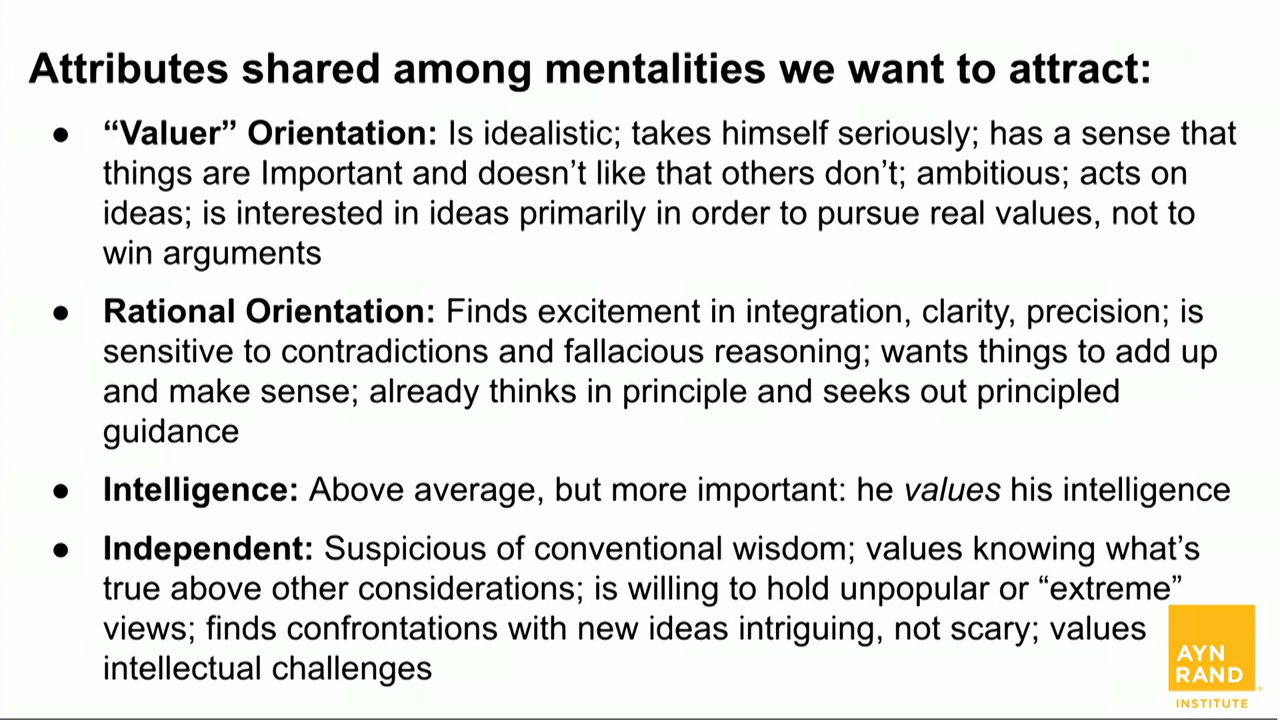 Attributes shared among mentalities we want to attract:
● “Valuer” Orientation: Is idealistic; takes himself seriously; has a sense that
things are Important and doesn’t like that others don’t; ambitious; acts on
ideas; is interested in ideas primarily in order to pursue real values, not to
win arguments
● Rational Orientation: Finds excitement in integration, clarity, precision; is
sensitive to contradictions and fallacious reasoning; wants things to add up
and make sense; already thinks in principle and seeks out principled
guidance
● Intelligence: Above average, but more important: he values his intelligence
● Independent: Suspicious of conventional wisdom; values knowing what’s
true above other considerations; is willing to hold unpopular or “extreme”
views; finds confrontations with new ideas intriguing, not scary; values
intellectual challenges
AYN
RAND
INSTITUTE